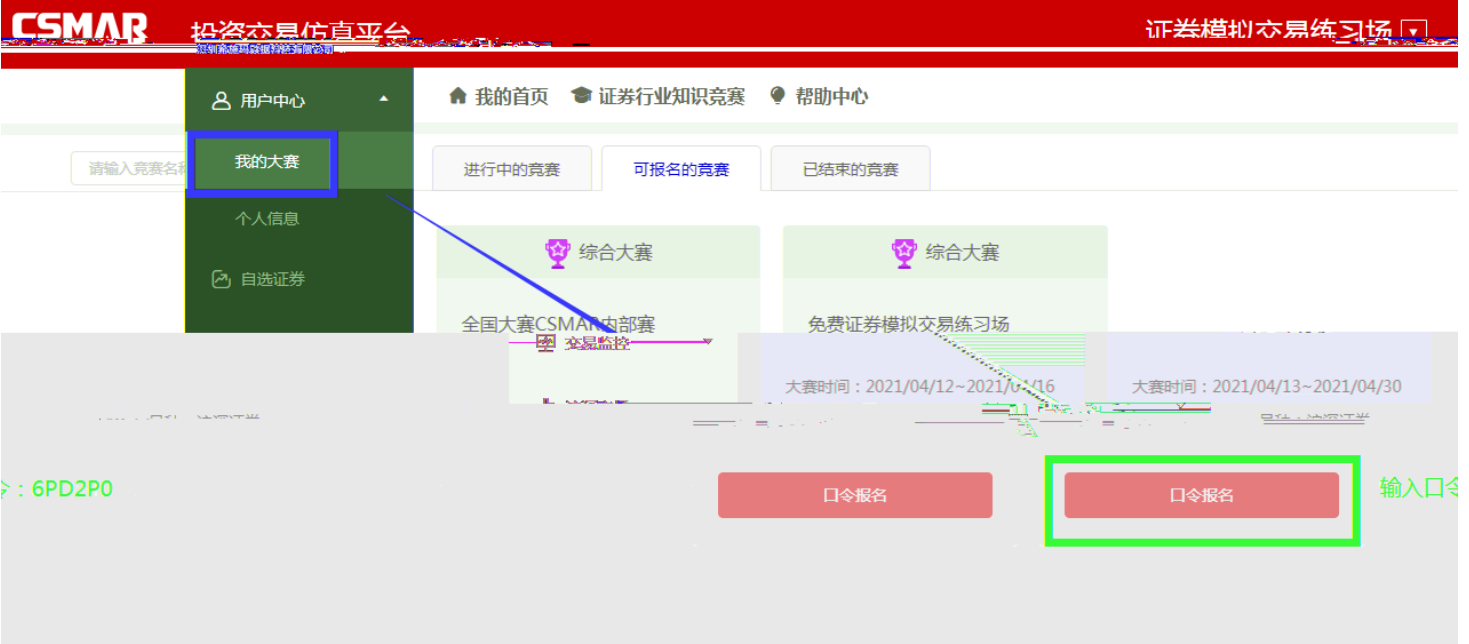 CSMAR 投资交易仿真平台 证券模拟交易练习场
用户中心 我的首页 证券行业知识竞赛 帮助中心
请输入竞赛名称 我的大赛 进行中的竞赛 可报名的竞赛 已结束的竞赛
个人信息
综合大赛 综合大赛
自选证券
全国大赛CSMAR内部赛 免费证券模拟交易练习场
交易监控
大赛时间：2021/04/12~2021/04/16 大赛时间：2021/04/13~2021/04/30
：6PD2P0 口令报名 口令报名 输入口令